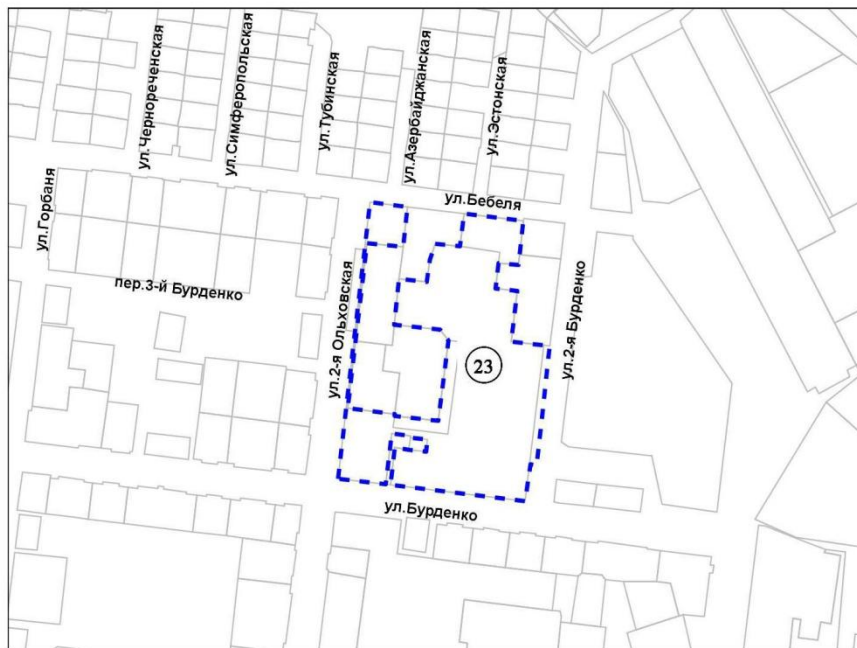 ул.Чернореченская
ул.Симферопольская
ул.Тубинская
ул.Азербайджанская
ул.Эстонская
ул.Горбаня
ул.Бебеля
пер.3-й Бурденко
ул.2-я Ольховская
23
ул.2-я Бурденко
ул.Бурденко